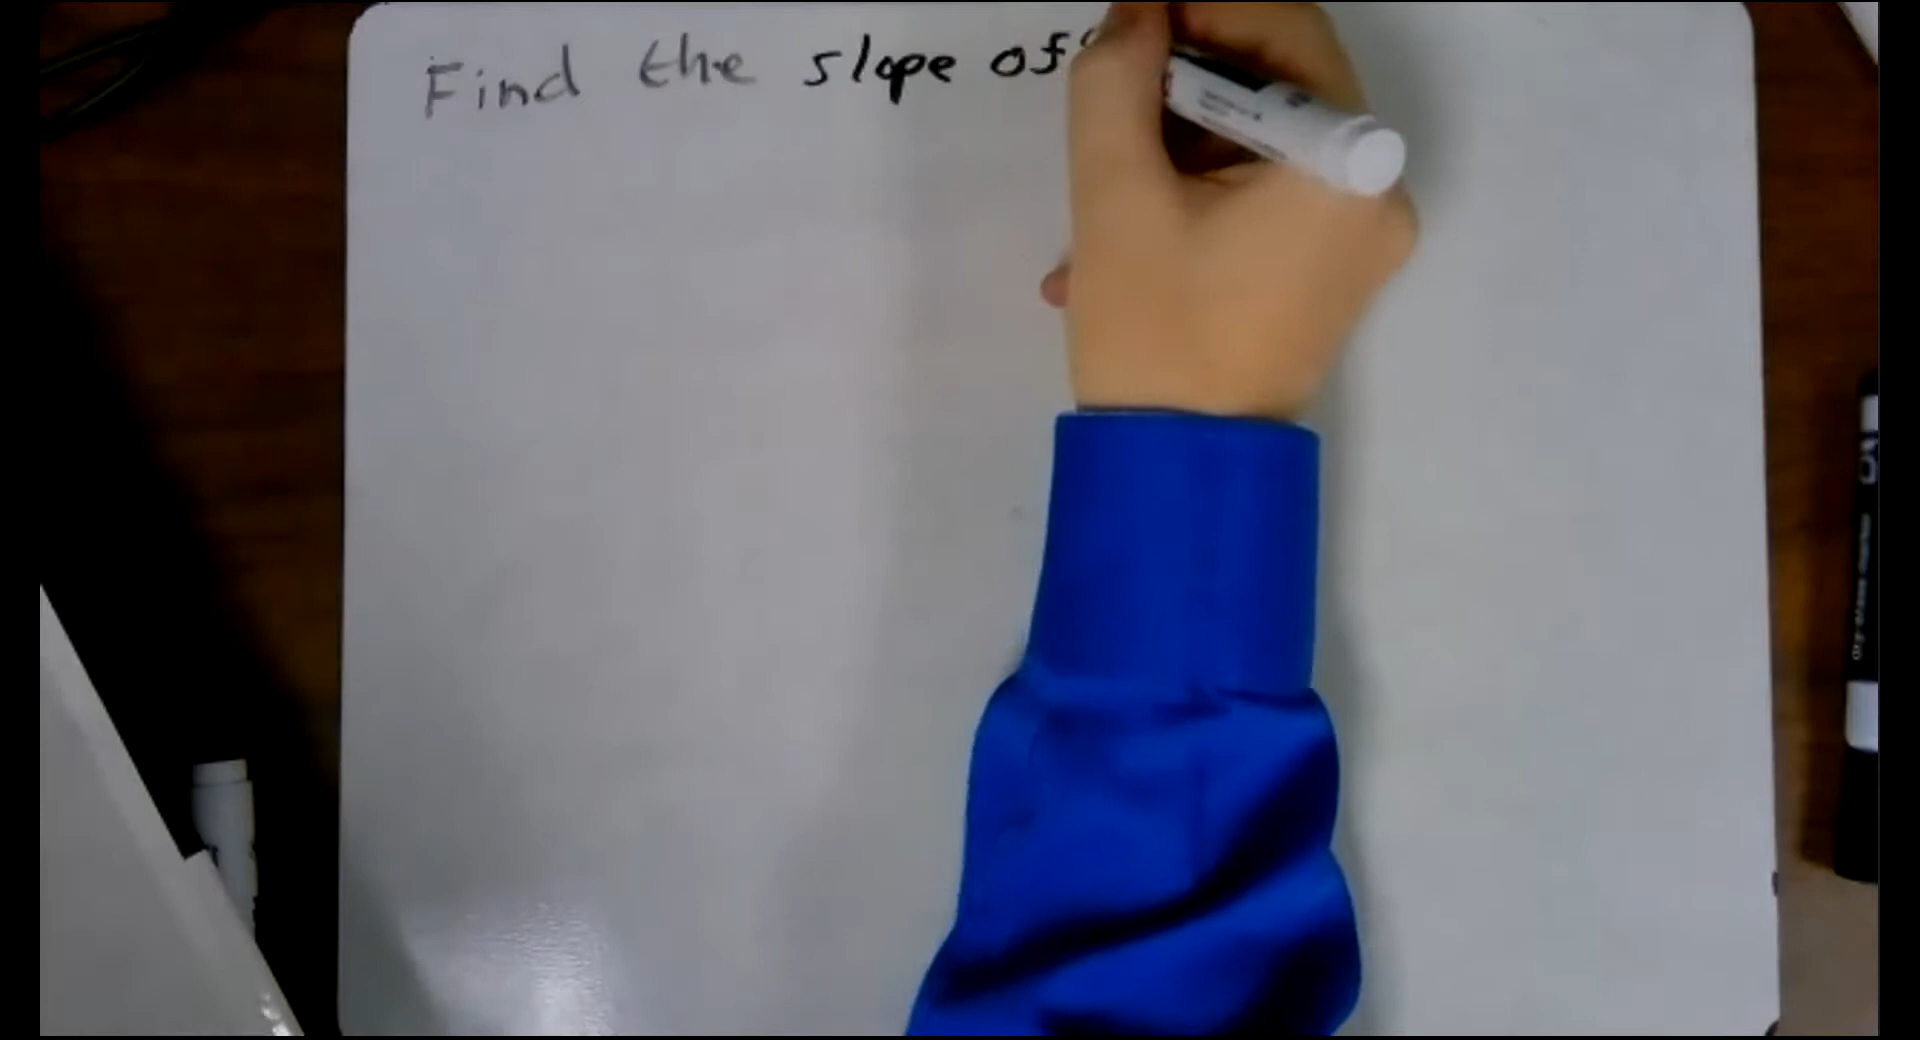 Find the slope of